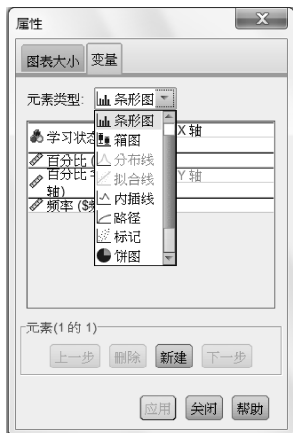 属性
图表大小 变量
元素类型: 条形图
条形图
学习状态 X 轴
箱图
百分比 (
分布线
百分比
轴)
拟合线
Y 轴
频率 ($
内插线
路径
标记
饼图
元素(1 的 1)
上一步 删除 新建 下一步
应用 关闭 帮助